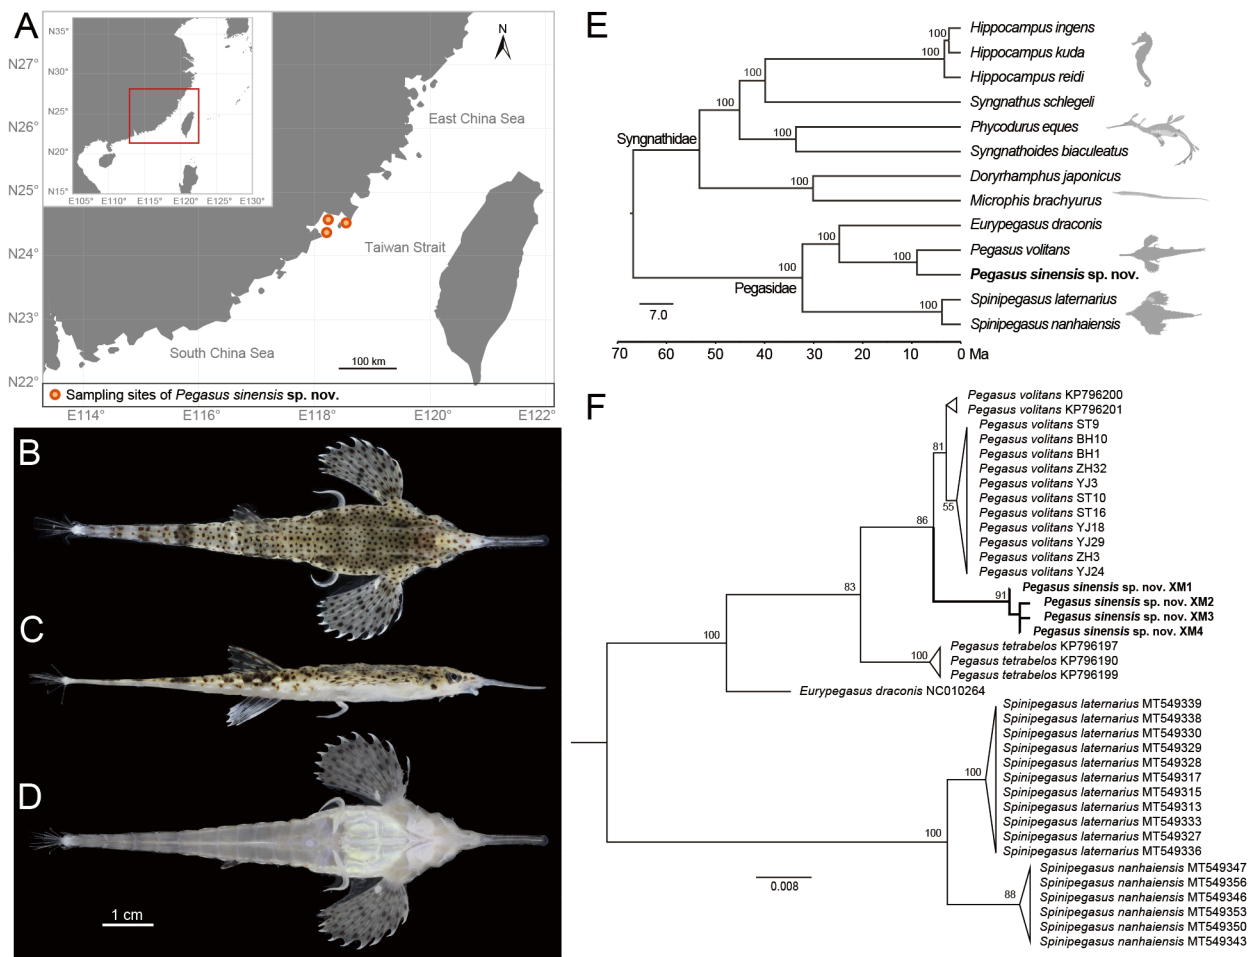 A
N
N35°
N30°
N25°
N20°
N15°
E105°
E110°
E115°
E120°
E125°
E130°
N27°
N26°
N25°
N24°
N23°
N22°
East China Sea
Taiwan Strait
South China Sea
100 km
Sampling sites of Pegasus sinensis sp. nov.
E114°
E116°
E118°
E120°
E122°
B
C
D
1 cm
E
Hippocampus ingens
Hippocampus kuda
Hippocampus reidi
Syngnathus schlegeli
Phycodurus eques
Syngnathoides biaculeatus
Doryrhamphus japonicus
Microphis brachyurus
Eurypegasus draconis
Pegasus volitans
Pegasus sinensis sp. nov.
Spinipegasus laternarius
Spinipegasus nanhaiensis
100
100
100
100
100
100
100
100
100
100
Syngnathidae
Pegasidae
7.0
70
60
50
40
30
20
10
0 Ma
F
Pegasus volitans KP796200
Pegasus volitans KP796201
Pegasus volitans ST9
Pegasus volitans BH10
Pegasus volitans BH1
Pegasus volitans ZH32
Pegasus volitans YJ3
Pegasus volitans ST10
Pegasus volitans ST16
Pegasus volitans YJ18
Pegasus volitans YJ29
Pegasus volitans ZH3
Pegasus volitans YJ24
Pegasus sinensis sp. nov. XM1
Pegasus sinensis sp. nov. XM2
Pegasus sinensis sp. nov. XM3
Pegasus sinensis sp. nov. XM4
Pegasus tetrabelos KP796197
Pegasus tetrabelos KP796190
Pegasus tetrabelos KP796199
Eurypegasus draconis NC010264
Spinipegasus laternarius MT549339
Spinipegasus laternarius MT549338
Spinipegasus laternarius MT549330
Spinipegasus laternarius MT549329
Spinipegasus laternarius MT549328
Spinipegasus laternarius MT549317
Spinipegasus laternarius MT549315
Spinipegasus laternarius MT549313
Spinipegasus laternarius MT549333
Spinipegasus laternarius MT549327
Spinipegasus laternarius MT549336
Spinipegasus nanhaiensis MT549347
Spinipegasus nanhaiensis MT549356
Spinipegasus nanhaiensis MT549346
Spinipegasus nanhaiensis MT549353
Spinipegasus nanhaiensis MT549350
Spinipegasus nanhaiensis MT549343
81
55
86
91
83
100
100
100
100
88
0.008